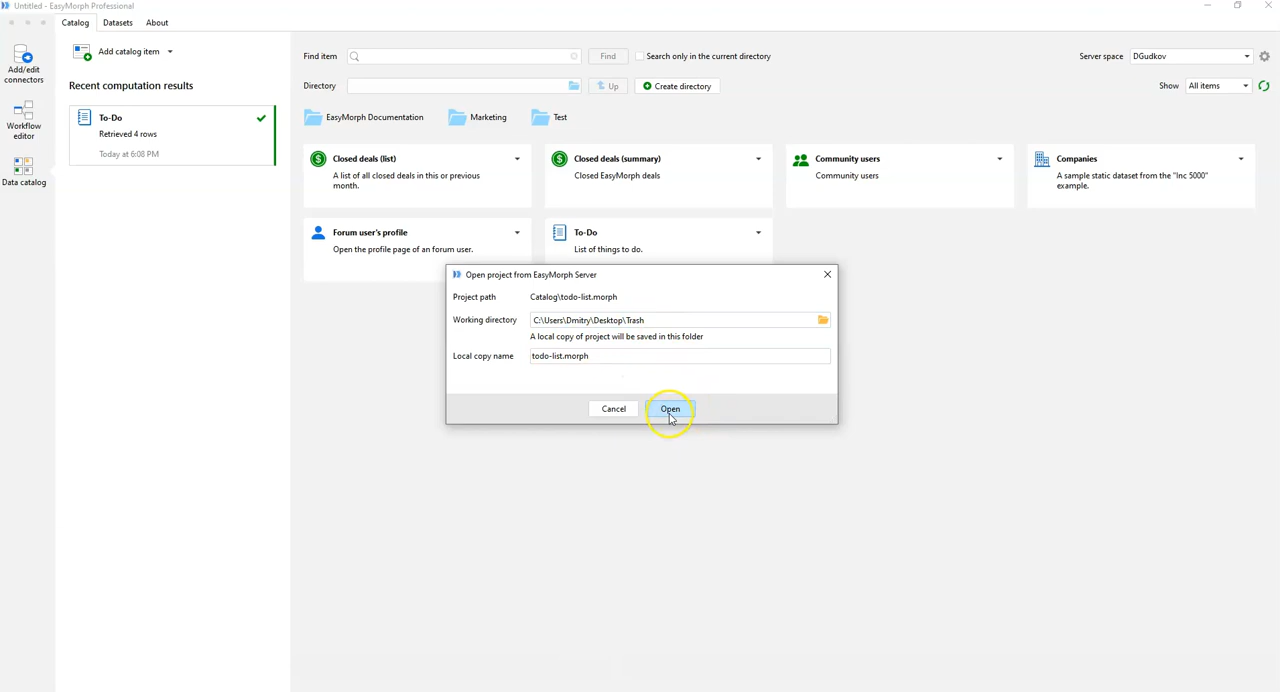 Untitled - EasyMorph Professional
Catalog Datasets About
Add/edit
connectors
Workflow
editor
Data catalog
Add catalog item
Recent computation results
To-Do
Retrieved 4 rows
Today at 6:08 PM
Find item Find Search only in the current directory Server space DGudkov
Directory Up Create directory Show All items
EasyMorph Documentation Marketing Test
Closed deals (list)
A list of all closed deals in this or previous
month.
Closed deals (summary)
Closed EasyMorph deals
Community users
Community users
Companies
A sample static dataset from the "Inc 5000"
example.
Forum user's profile
Open the profile page of an forum user.
To-Do
List of things to do.
Open project from EasyMorph Server
Project path Catalog\todo-list.morph
Working directory C:\Users\Dmitry\Desktop\Trash
A local copy of project will be saved in this folder
Local copy name todo-list.morph
Cancel Open